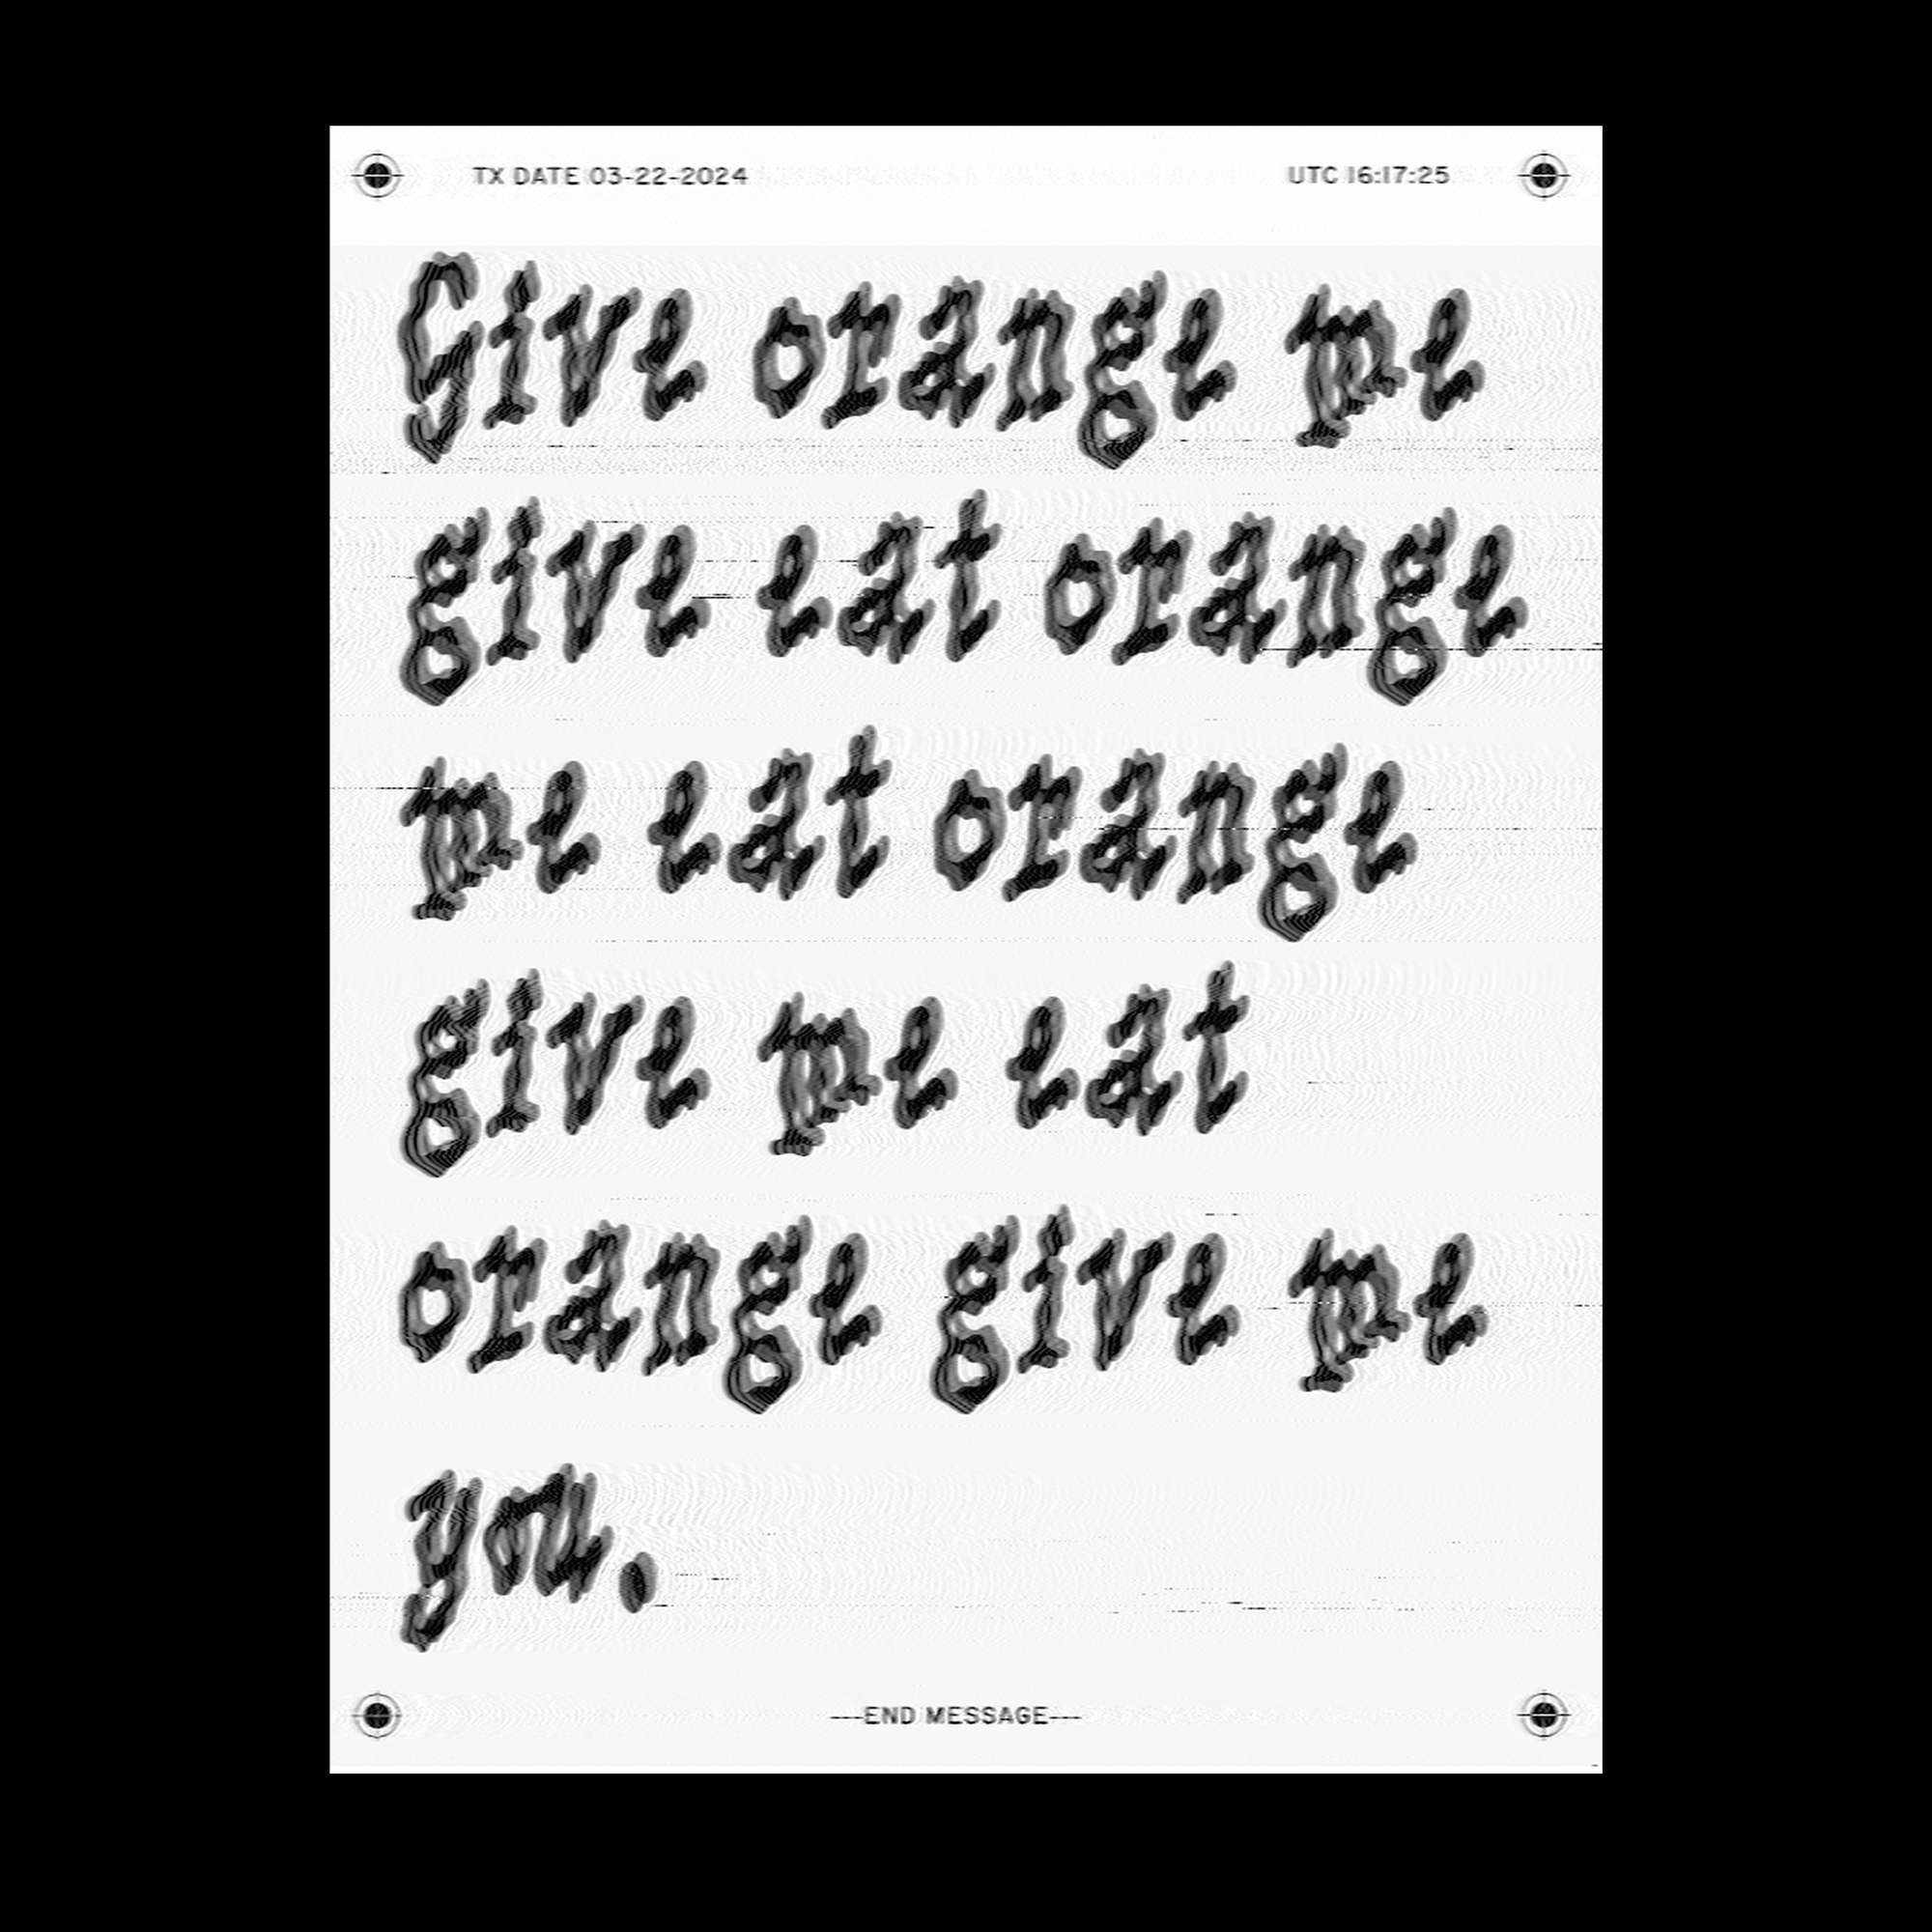 TX DATE 03-22-2024 UTC 16:17:25
Give orange me
give eat orange
me eat orange
give me eat
orange give me
you.
---END MESSAGE---